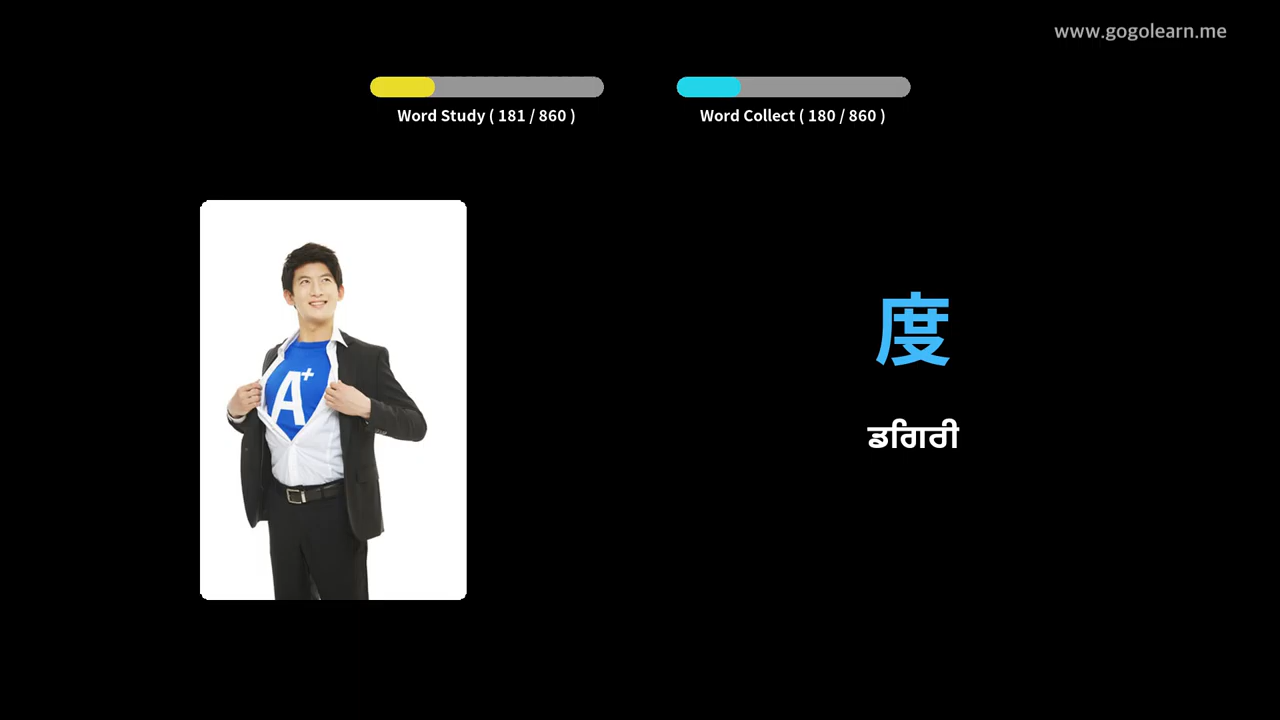 www.gogolearn.me
Word Study ( 181 / 860 )
Word Collect ( 180 / 860 )
A+
度
ਡਿਗਰੀ